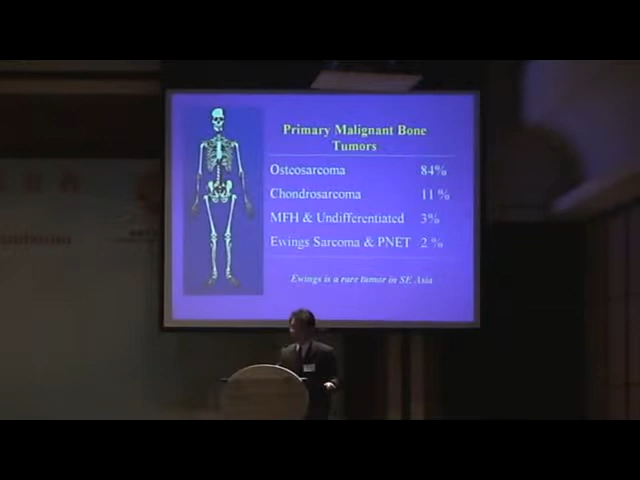 Primary Malignant Bone
Tumors
Osteosarcoma 84%
Chondrosarcoma 11 %
MFH & Undifferentiated 3%
Ewings Sarcoma & PNET 2 %
Ewings is a rare tumor in SE Asia